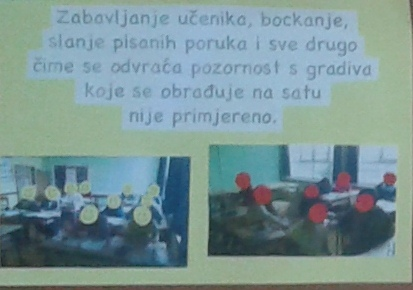 Zabavljanje učenika, bockanje,
slanje pisanih poruka i sve drugo
čime se odvraća pozornost s gradiva
koje se obrađuje na satu
nije primjereno.